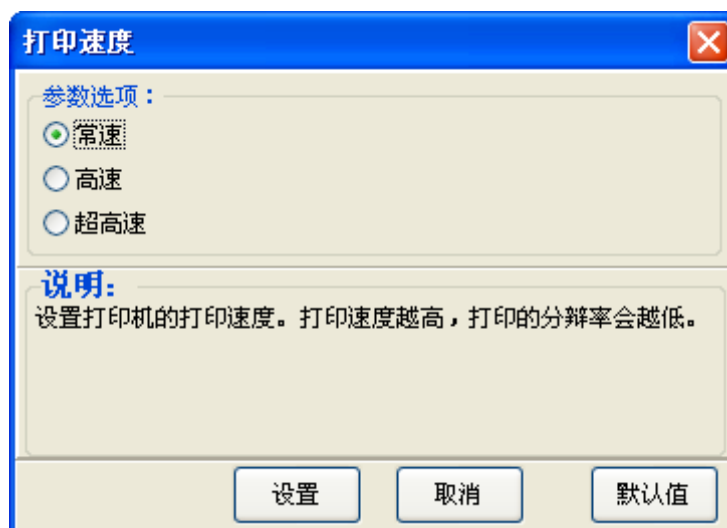 打印速度
参数选项：
常速
高速
超高速
说明:
设置打印机的打印速度。打印速度越高，打印的分辩率会越低。
设置 取消 默认值